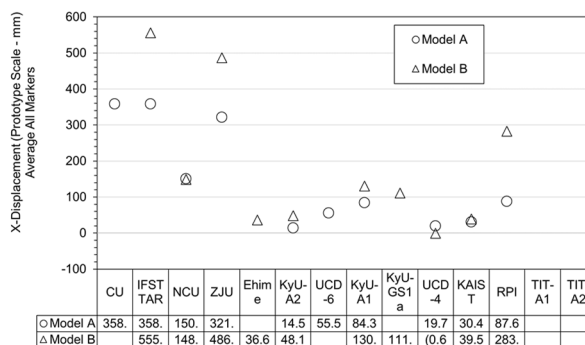 600
500
400
300
200
100
0
-100
X-Displacement (Prototype Scale - mm)
Average All Markers
Model A
Model B
CU IFST TAR NCU ZJU Ehim e KyU- A2 UCD -6 KyU- A1 KyU- GS1 a UCD -4 KAIS T RPI TIT- A1 TIT- A2
Model A 358. 358. 150. 321. 14.5 55.5 84.3 19.7 30.4 87.6
Model B 555. 148. 486. 36.6 48.1 130. 111. (0.6 39.5 283.